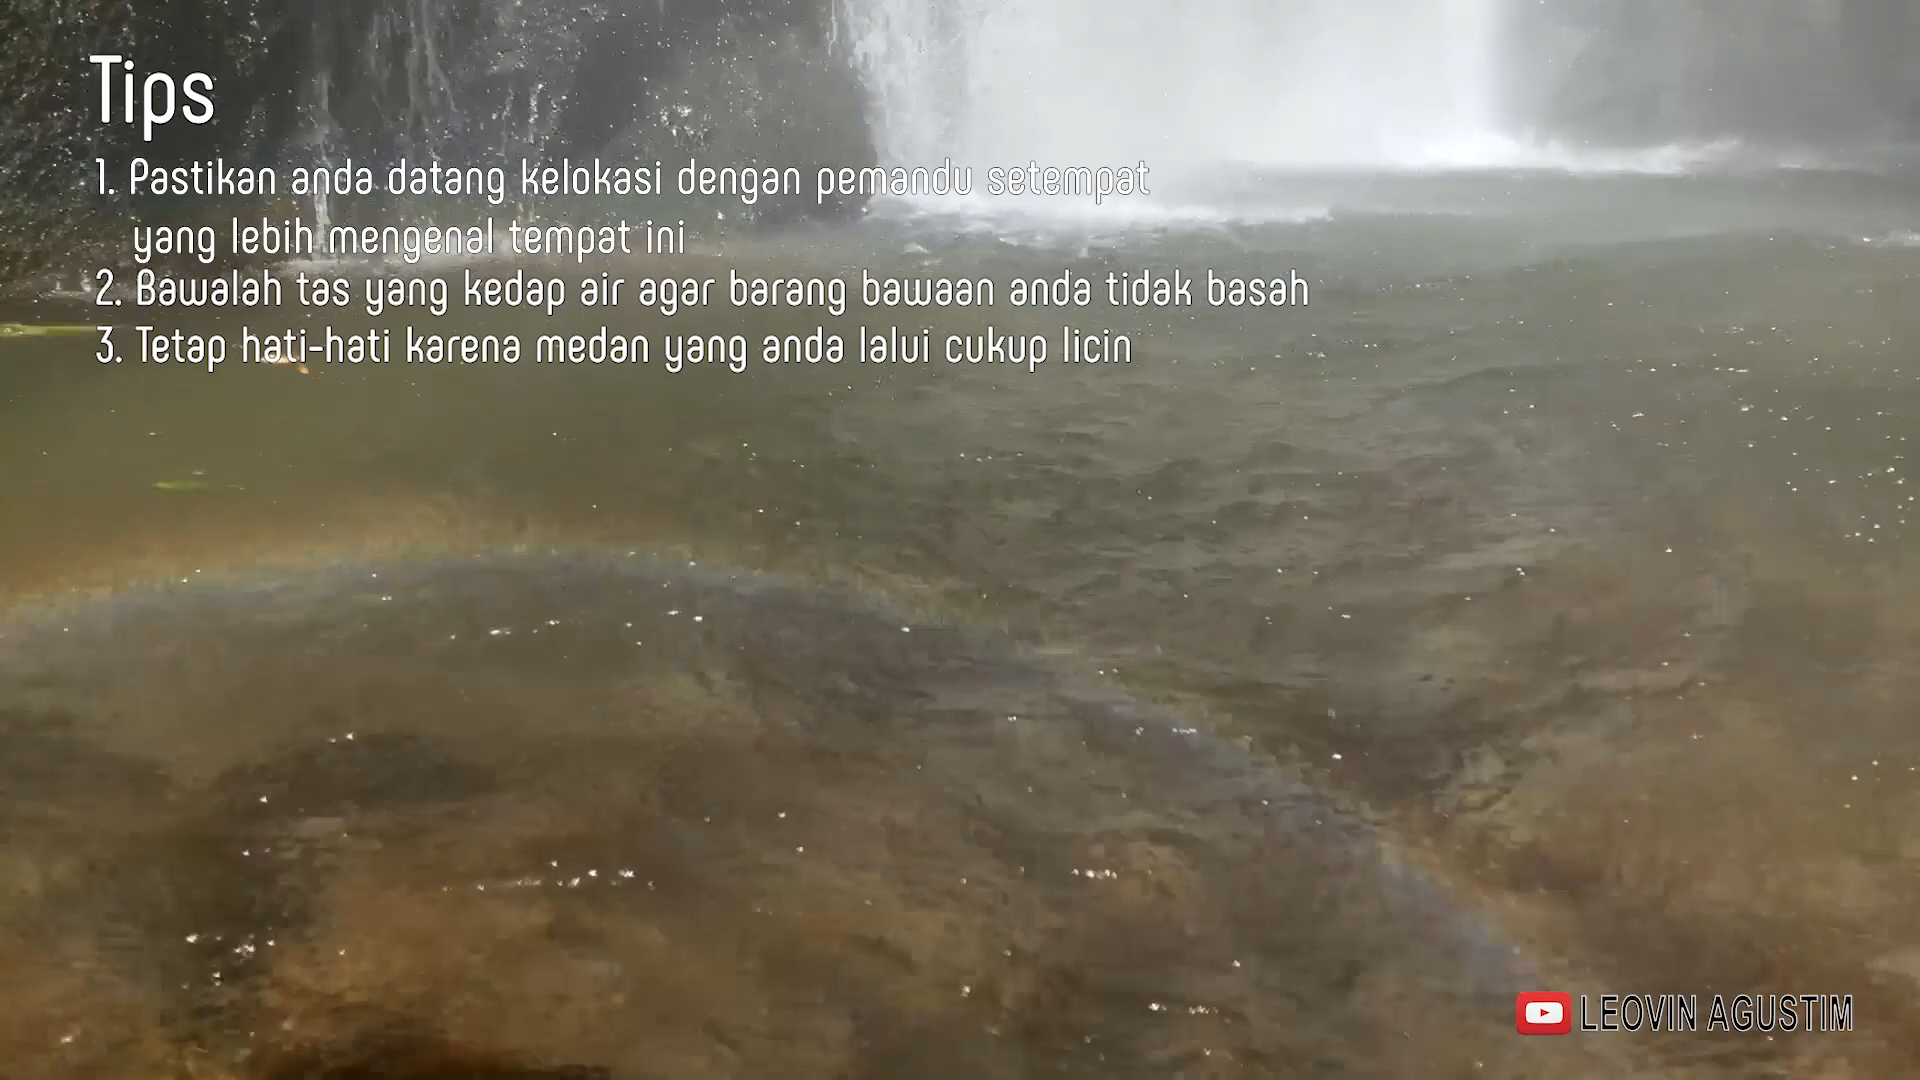 Tips
1. Pastikan anda datang kelokasi dengan pemandu setempat
yang lebih mengenal tempat ini
2. Bawalah tas yang kedap air agar barang bawaan anda tidak basah
3. Tetap hati-hati karena medan yang anda lalui cukup licin
LEOVIN AGUSTIM